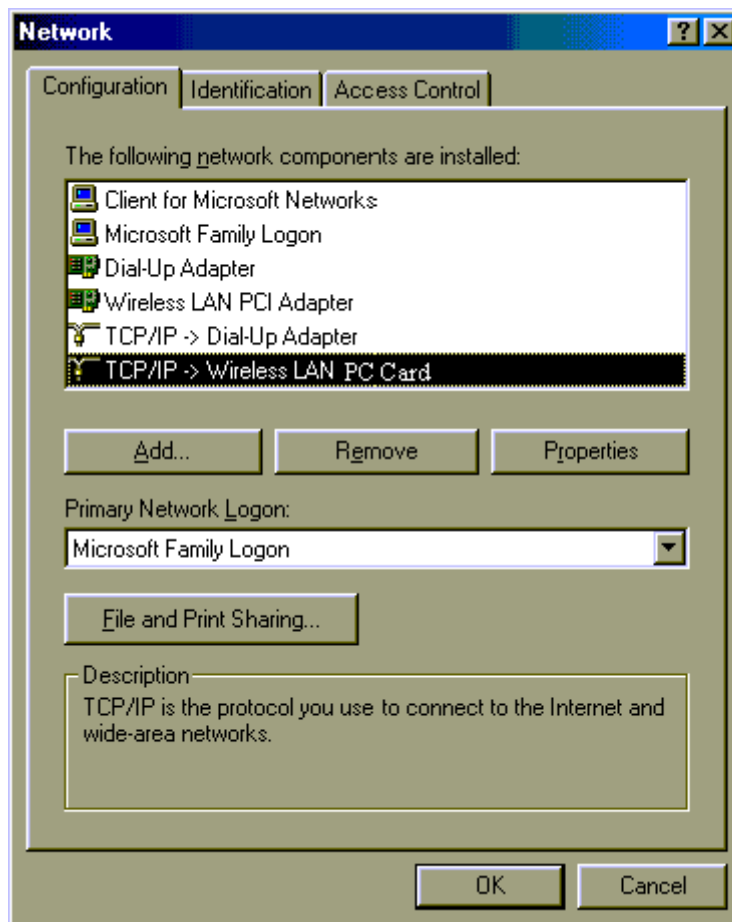 Network
Configuration Identification Access Control
The following network components are installed:
Client for Microsoft Networks
Microsoft Family Logon
Dial-Up Adapter
Wireless LAN PCI Adapter
TCP/IP -> Dial-Up Adapter
TCP/IP -> Wireless LAN PC Card
Add... Remove Properties
Primary Network Logon:
Microsoft Family Logon
File and Print Sharing...
Description
TCP/IP is the protocol you use to connect to the Internet and
wide-area networks.
OK Cancel